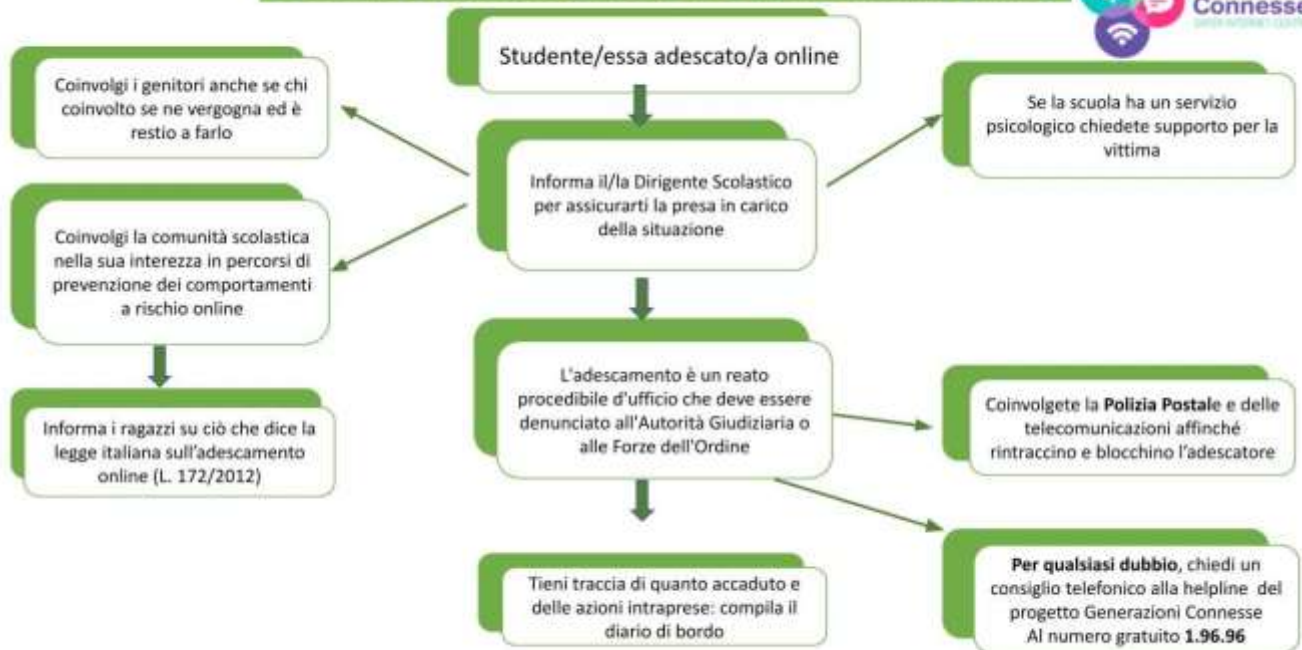 Connesse
Studente/essa adescato/a online
Coinvolgi i genitori anche se chi
coinvolto se ne vergogna ed è
restio a farlo
Se la scuola ha un servizio
psicologico chiedete supporto per la
vittima
Informa il/la Dirigente Scolastico
per assicurarti la presa in carico
della situazione
Coinvolgi la comunità scolastica
nella sua interezza in percorsi di
prevenzione dei comportamenti
a rischio online
L'adescamento è un reato
procedibile d'ufficio che deve essere
denunciato all'Autorità Giudiziaria o
alle Forze dell'Ordine
Coinvolgete la Polizia Postale e delle
telecomunicazioni affinché
rintraccino e blocchino l'adescatore
Informa i ragazzi su ciò che dice la
legge italiana sull'adescamento
online (L. 172/2012)
Tieni traccia di quanto accaduto e
delle azioni intraprese: compila il
diario di bordo
Per qualsiasi dubbio, chiedi un
consiglio telefonico alla helpline del
progetto Generazioni Connesse
Al numero gratuito 1.96.96